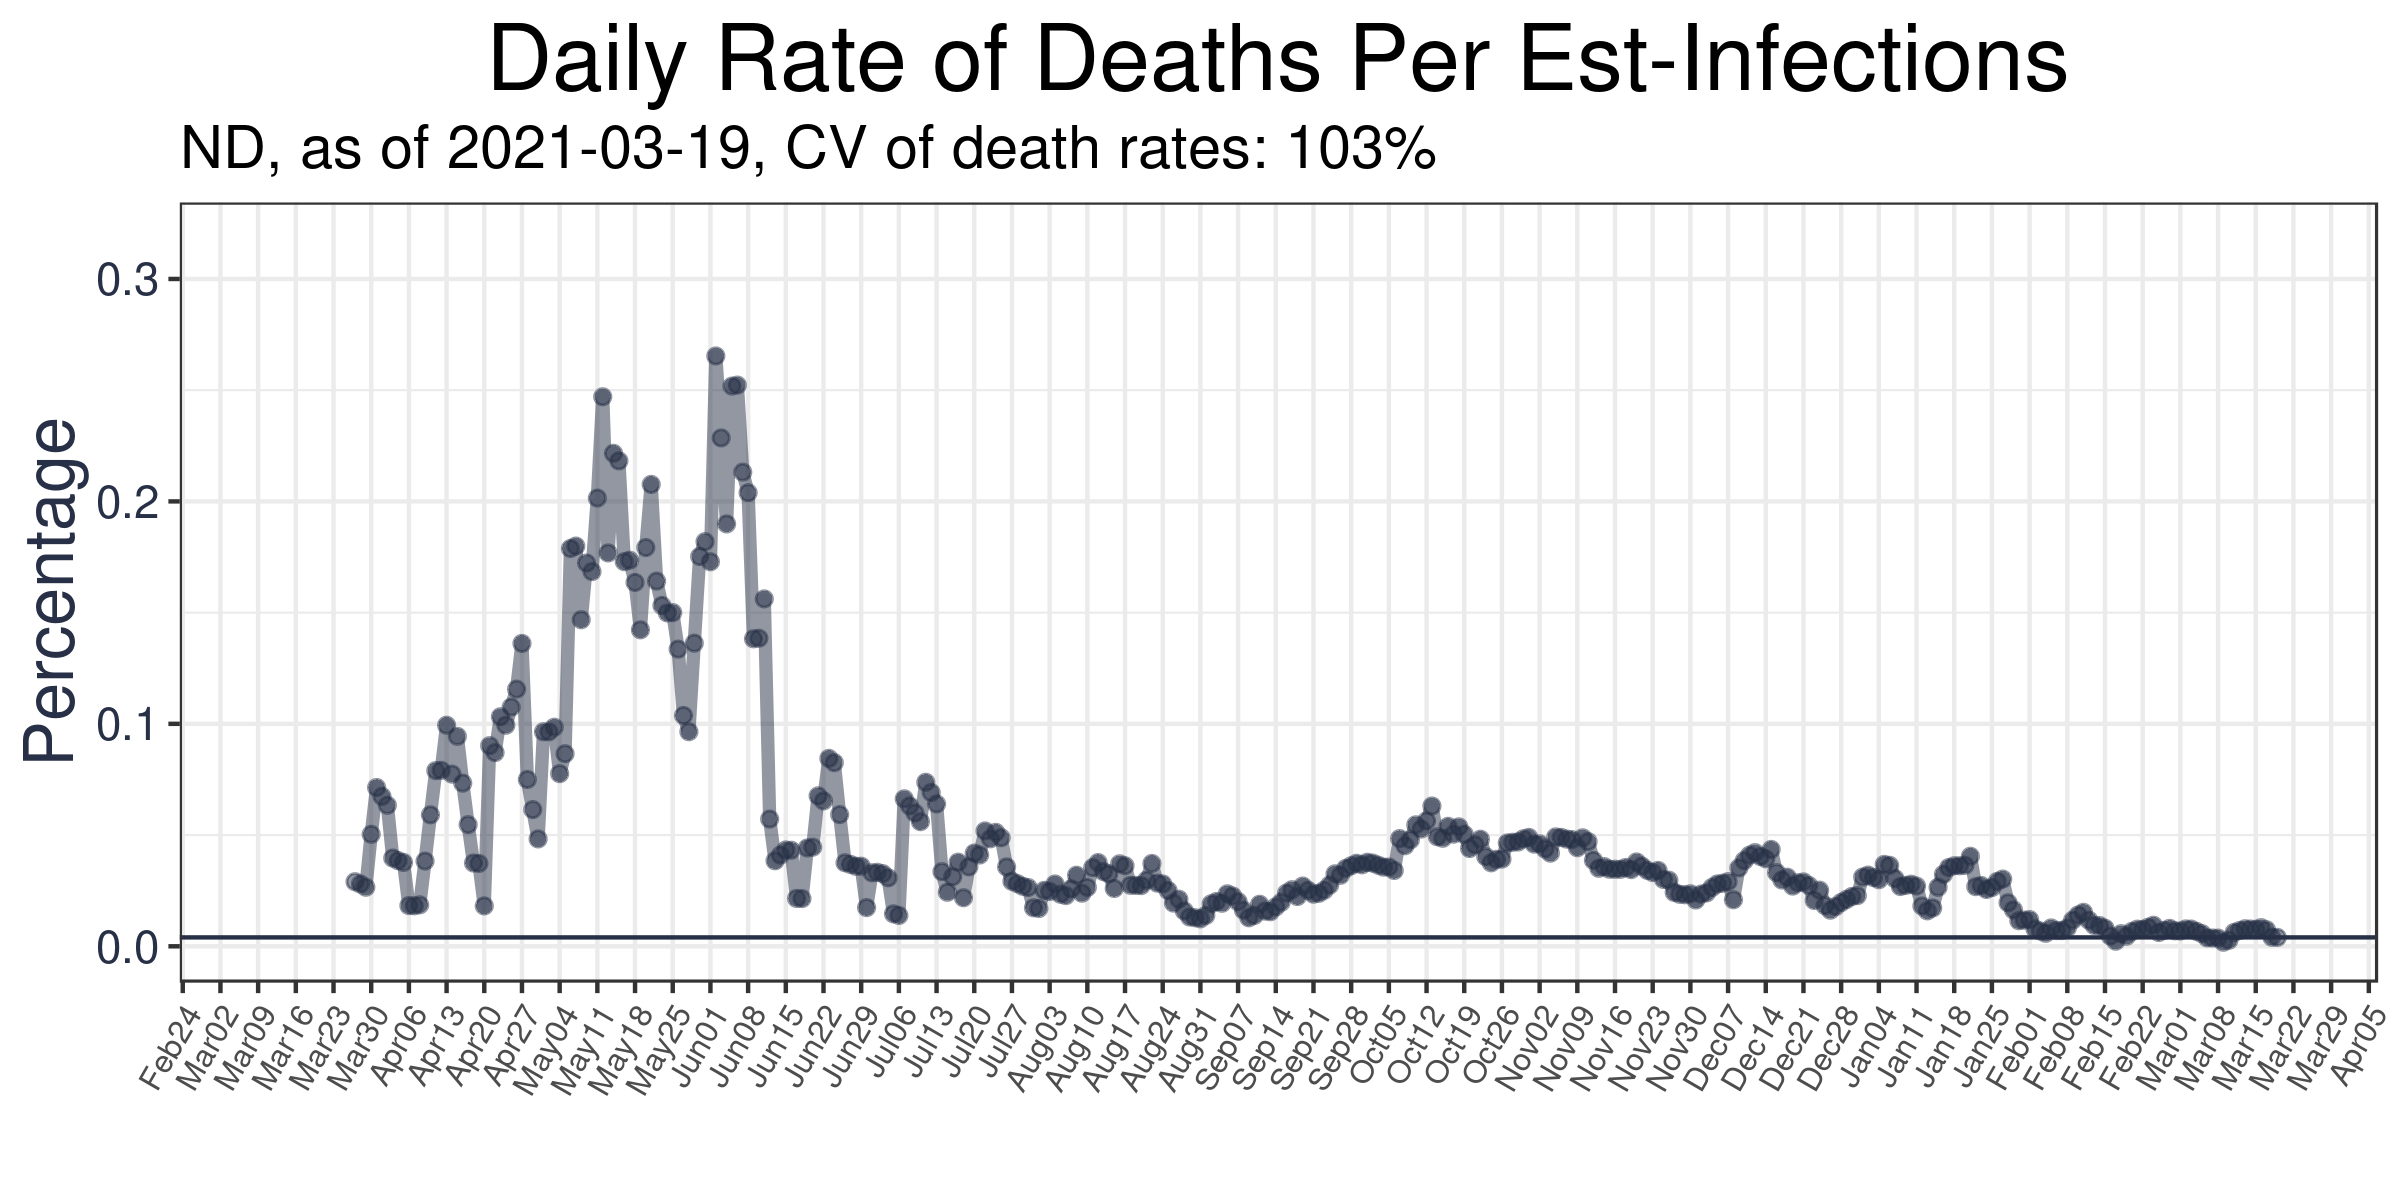 Daily Rate of Deaths Per Est-Infections
ND, as of 2021-03-19, CV of death rates: 103%
Percentage
0.3
0.2
0.1
0.0
Feb24
Mar02
Mar09
Mar16
Mar23
Mar30
Apr06
Apr13
Apr20
Apr27
May04
May11
May18
May25
Jun01
Jun08
Jun15
Jun22
Jun29
Jul06
Jul13
Jul20
Jul27
Aug03
Aug10
Aug17
Aug24
Aug31
Sep07
Sep14
Sep21
Sep28
Oct05
Oct12
Oct19
Oct26
Nov02
Nov09
Nov16
Nov23
Nov30
Dec07
Dec14
Dec21
Dec28
Jan04
Jan11
Jan18
Jan25
Feb01
Feb08
Feb15
Feb22
Mar01
Mar08
Mar15
Mar22
Mar29
Apr05